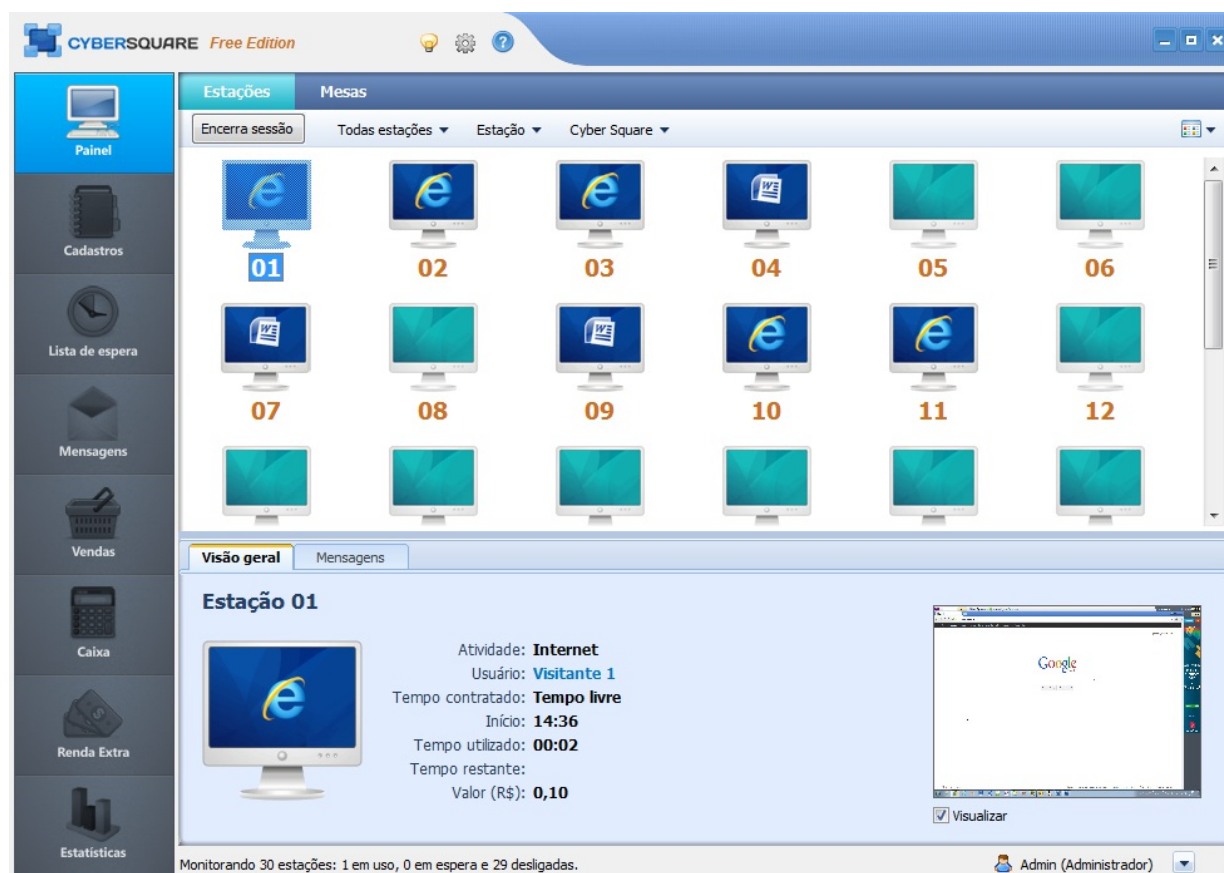 CYBERSQUARE Free Edition
Painel
Cadastros
Lista de espera
Mensagens
Vendas
Caixa
Renda Extra
Estatísticas
Estações Mesas
Encerra sessão Todas estações Estação Cyber Square
01 02 03 04 05 06
07 08 09 10 11 12
Visão geral Mensagens
Estação 01
Atividade: Internet
Usuário: Visitante 1
Tempo contratado: Tempo livre
Início: 14:36
Tempo utilizado: 00:02
Tempo restante:
Valor (R$): 0,10
Google
Visualizar
Monitorando 30 estações: 1 em uso, 0 em espera e 29 desligadas. Admin (Administrador)